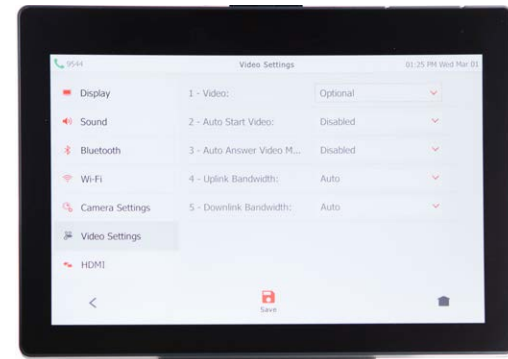 9544 Video Settings 01:25 PM Wed Mar 01
Display 1 - Video: Optional
Sound 2 - Auto Start Video: Disabled
Bluetooth 3 - Auto Answer Video M... Disabled
Wi-Fi 4 - Uplink Bandwidth: Auto
Camera Settings 5 - Downlink Bandwidth: Auto
Video Settings
HDMI
Save